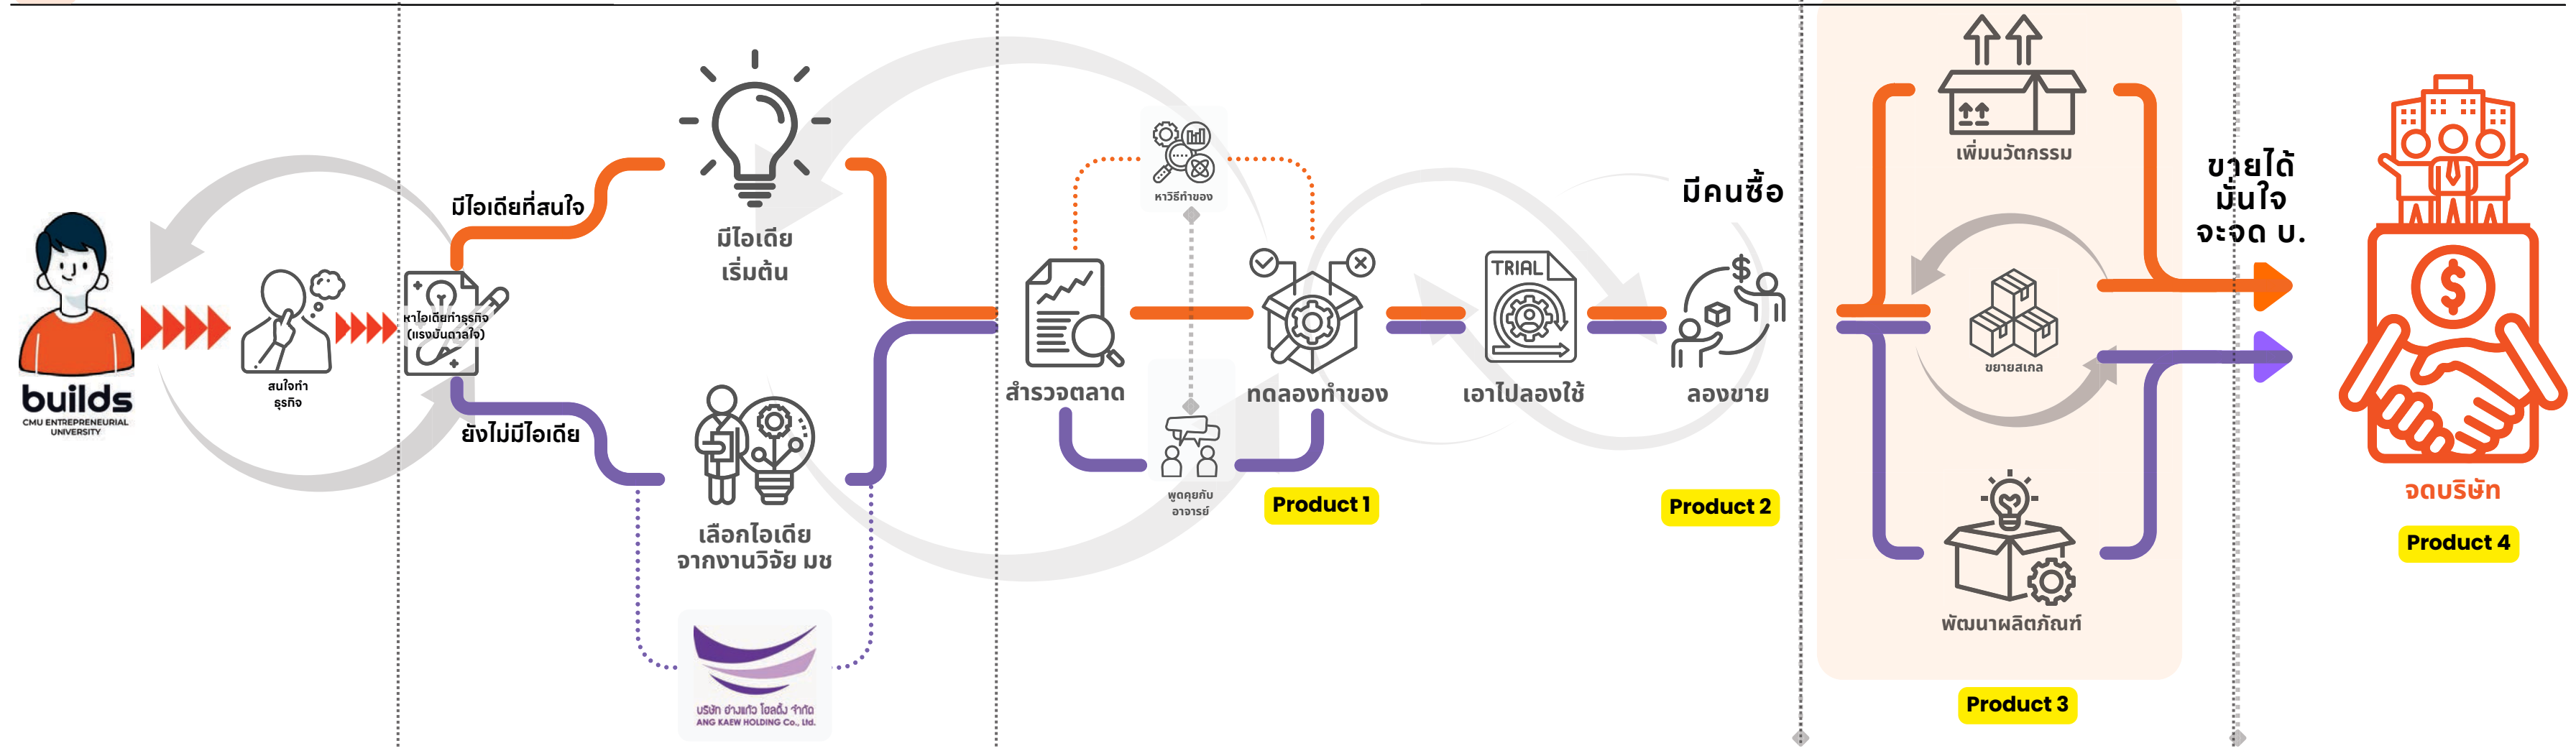 builds
CMU ENTREPRENEURIAL
UNIVERSITY
สนใจทำ
ธุรกิจ
หาไอเดียทำธุรกิจ
(แรงบันดาลใจ)
มีไอเดียที่สนใจ
ยังไม่มีไอเดีย
มีไอเดีย
เริ่มต้น
เลือกไอเดีย
จากงานวิจัย มช
บริษัท อ่างแก้ว โฮลดิ้ง จำกัด
ANG KAEW HOLDING Co., Ltd.
สำรวจตลาด
หาวิธีทำของ
พูดคุยกับ
อาจารย์
ทดลองทำของ
Product 1
TRIAL
เอาไปลองใช้
มีคนซื้อ
$
ลองขาย
Product 2
เพิ่มนวัตกรรม
ขยายสเกล
พัฒนาผลิตภัณฑ์
Product 3
ขายได้
มั่นใจ
จะจด บ.
$
จดบริษัท
Product 4